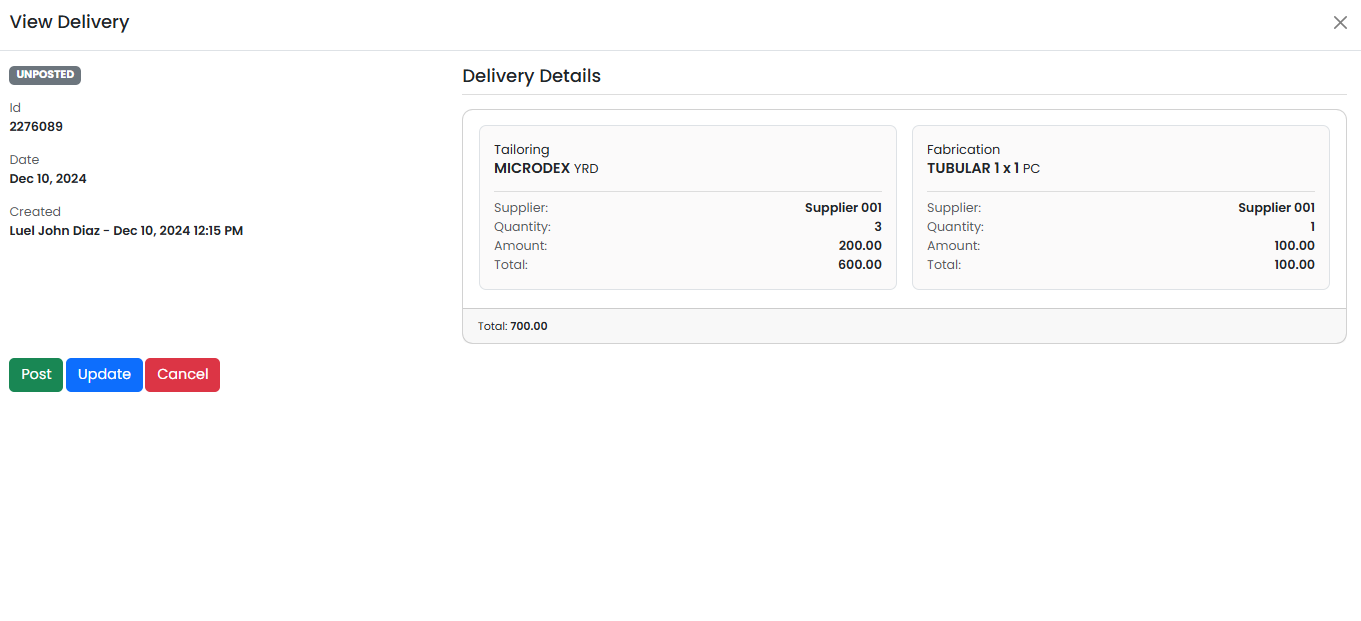 View Delivery
UNPOSTED
Id
2276089
Date
Dec 10, 2024
Created
Luel John Diaz - Dec 10, 2024 12:15 PM
Post Update Cancel
Delivery Details
Tailoring
MICRODEX YRD
Supplier: Supplier 001
Quantity: 3
Amount: 200.00
Total: 600.00
Fabrication
TUBULAR 1 x 1 PC
Supplier: Supplier 001
Quantity: 1
Amount: 100.00
Total: 100.00
Total: 700.00